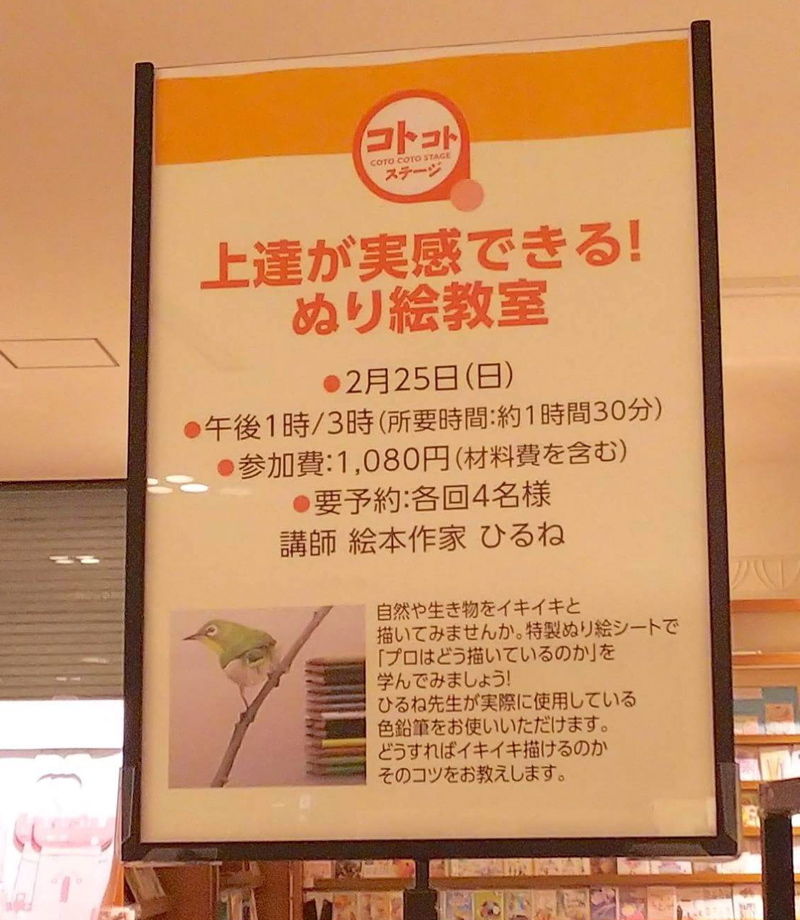 コトコト
COTO COTO STAGE
ステージ
上達が実感できる!
ぬり絵教室
●2月25日(日)
●午後1時/3時(所要時間:約1時間30分)
●参加費:1,080円(材料費を含む)
●要予約:各回4名様
講師 絵本作家 ひるね
自然や生き物をイキイキと
描いてみませんか。特製ぬり絵シートで
「プロはどう描いているのか」を
学んでみましょう!
ひるね先生が実際に使用している
色鉛筆をお使いいただけます。
どうすればイキイキ描けるのか
そのコツをお教えします。